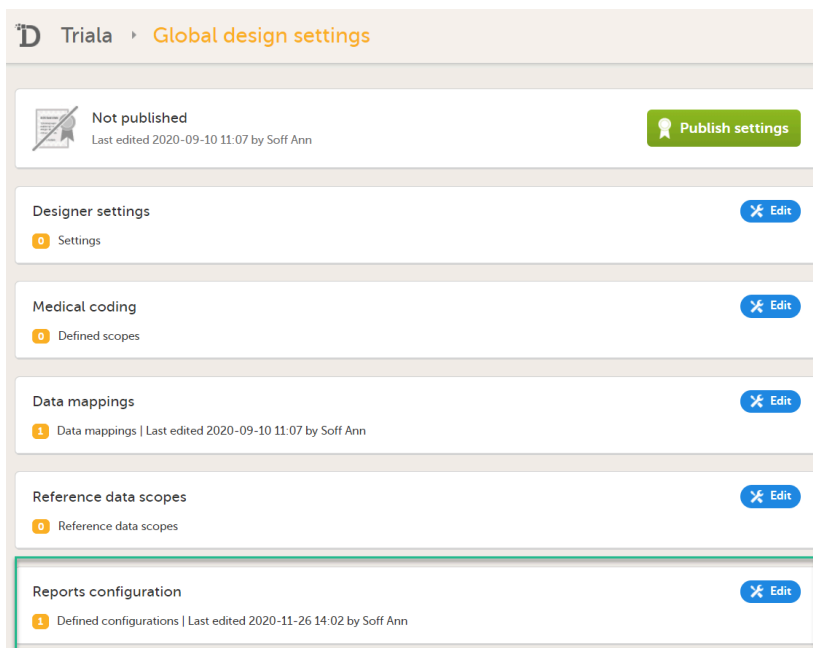 D Triala Global design settings
Not published
Last edited 2020-09-10 11:07 by Soff Ann
Publish settings
Designer settings
Edit
0 Settings
Medical coding
Edit
0 Defined scopes
Data mappings
Edit
1 Data mappings | Last edited 2020-09-10 11:07 by Soff Ann
Reference data scopes
Edit
0 Reference data scopes
Reports configuration
Edit
1 Defined configurations | Last edited 2020-11-26 14:02 by Soff Ann